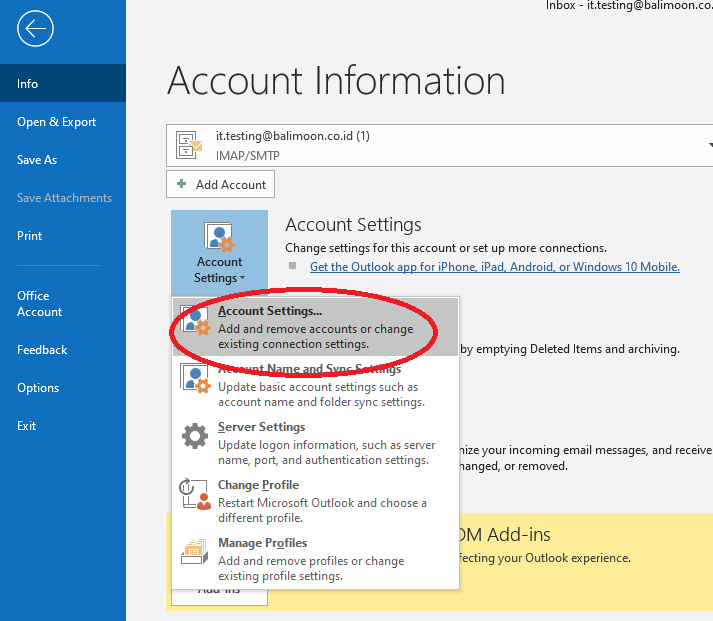 Inbox - it.testing@balimoon.co.
Info
Open & Export
Save As
Save Attachments
Print
Office
Account
Feedback
Options
Exit
Account Information
it.testing@balimoon.co.id (1)
IMAP/SMTP
Add Account
Account
Settings
Account Settings
Change settings for this account or set up more connections.
Get the Outlook app for iPhone, iPad, Android, or Windows 10 Mobile.
Account Settings...
Add and remove accounts or change
existing connection settings.
Account Name and Sync Settings
Update basic account settings such as
account name and folder sync settings.
Server Settings
Update logon information, such as server
name, port, and authentication settings.
Change Profile
Restart Microsoft Outlook and choose a
different profile.
Manage Profiles
Add and remove profiles or change
existing profile settings.
by emptying Deleted Items and archiving.
nize your incoming email messages, and receive
hanged, or removed.
OM Add-ins
fecting your Outlook experience.
Add-Ins